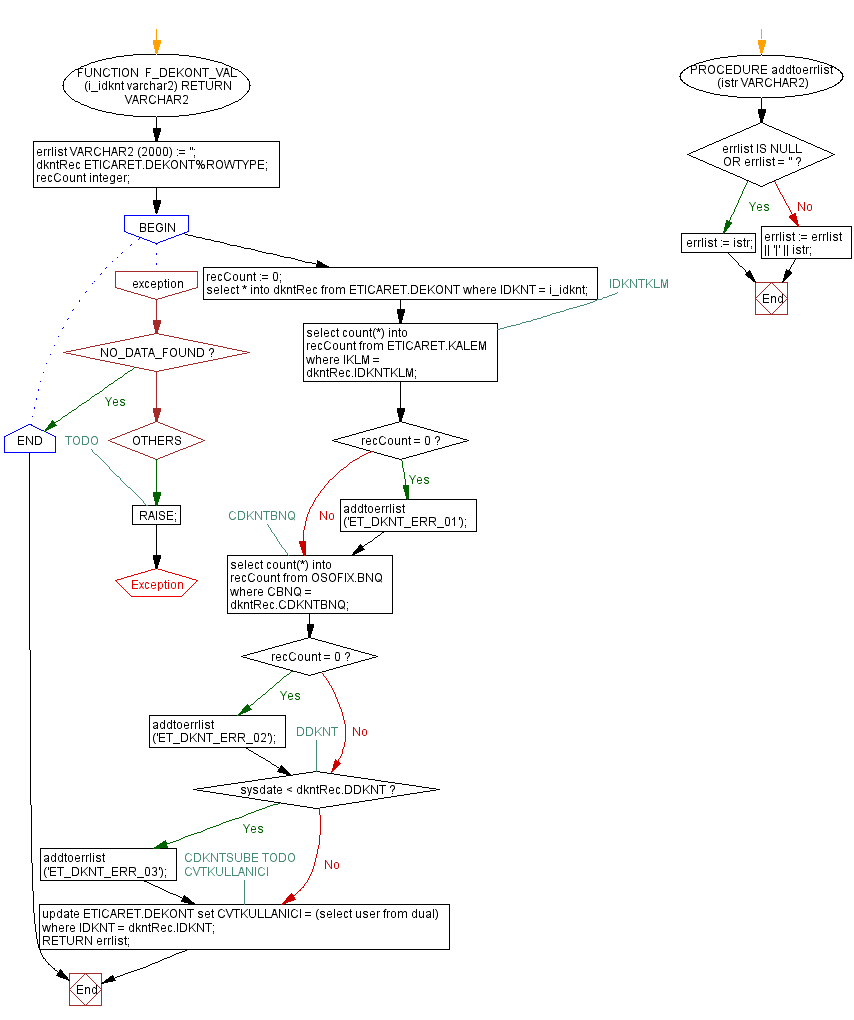 FUNCTION F_DEKONT_VAL
(i_idknt varchar2) RETURN
VARCHAR2
errlist VARCHAR2 (2000) := '';
dkntRec ETICARET.DEKONT%ROWTYPE;
recCount integer;
BEGIN
exception
NO_DATA_FOUND ?
Yes
END
OTHERS
TODO
RAISE;
Exception
recCount := 0;
select * into dkntRec from ETICARET.DEKONT where IDKNT = i_idknt;
IDKNTKLM
select count(*) into
recCount from ETICARET.KALEM
where IKLM =
dkntRec.IDKNTKLM;
recCount = 0 ?
Yes
No
addtoerrlist
('ET_DKNT_ERR_01');
CDKNTBNQ
select count(*) into
recCount from OSOFIX.BNQ
where CBNQ =
dkntRec.CDKNTBNQ;
recCount = 0 ?
Yes
No
addtoerrlist
('ET_DKNT_ERR_02');
DDKNT
sysdate < dkntRec.DDKNT ?
Yes
No
addtoerrlist
('ET_DKNT_ERR_03');
CDKNTSUBE TODO
CVTKULLANICI
update ETICARET.DEKONT set CVTKULLANICI = (select user from dual)
where IDKNT = dkntRec.IDKNT;
RETURN errlist;
End
PROCEDURE addtoerrlist
(istr VARCHAR2)
errlist IS NULL
OR errlist = '' ?
Yes
No
errlist := istr;
errlist := errlist
|| '|' || istr;
End